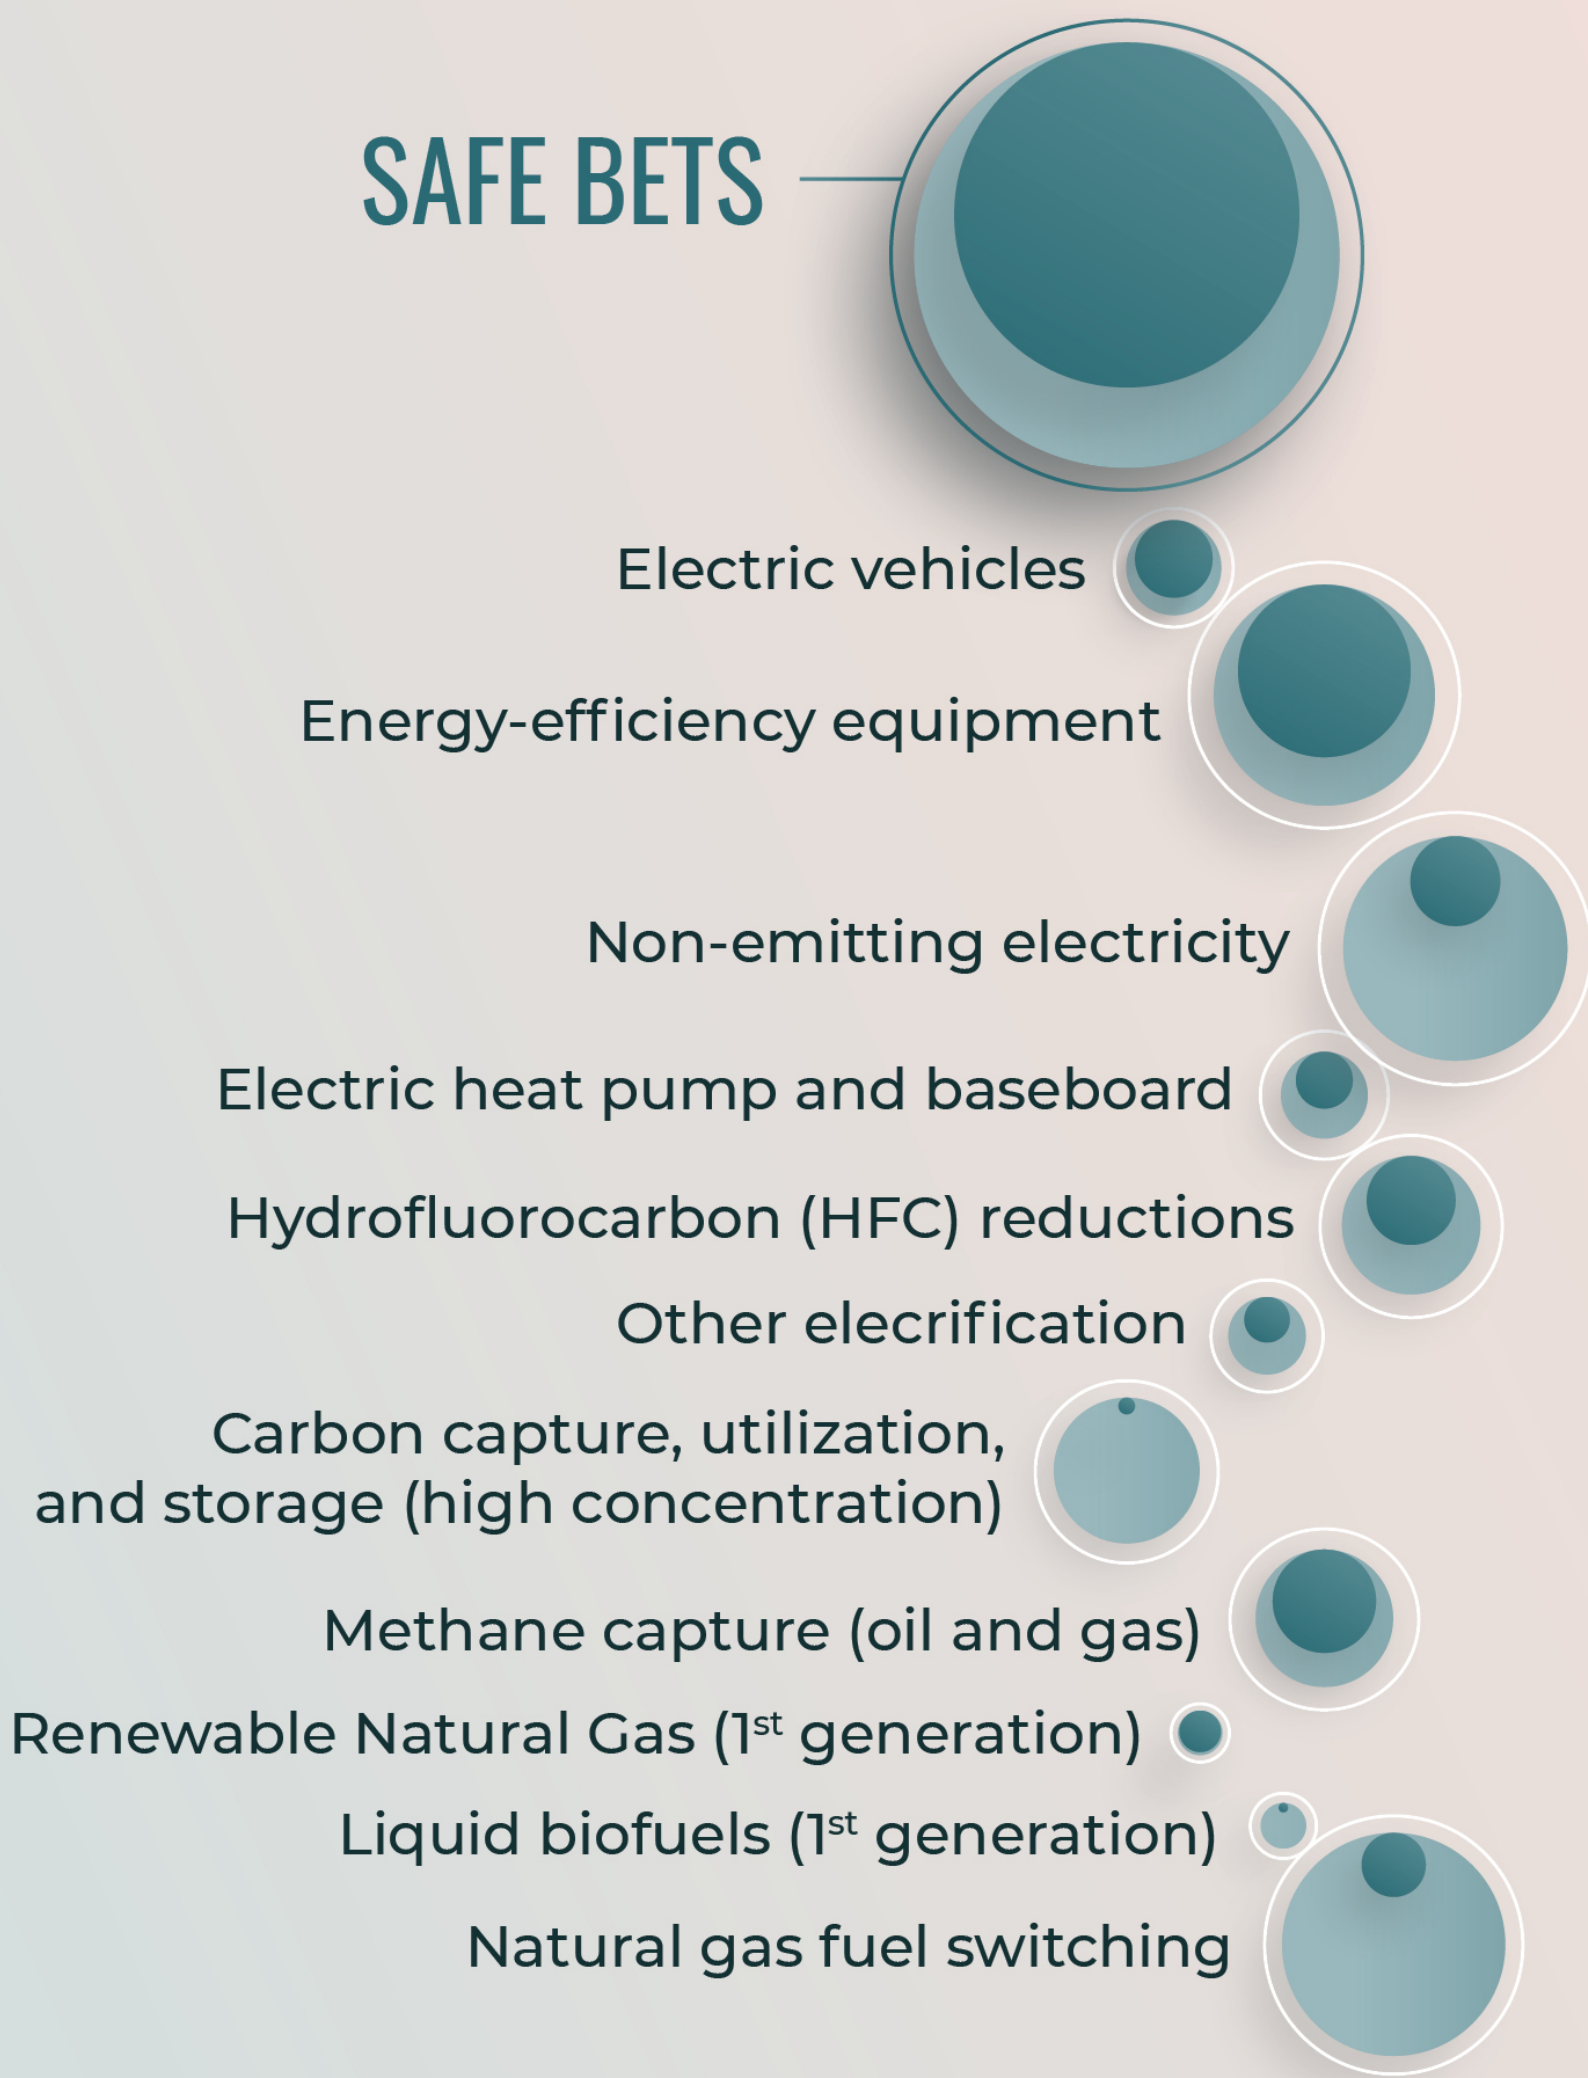 SAFE BETS
Electric vehicles
Energy-efficiency equipment
Non-emitting electricity
Electric heat pump and baseboard
Hydrofluorocarbon (HFC) reductions
Other elecrification
Carbon capture, utilization,
and storage (high concentration)
Methane capture (oil and gas)
Renewable Natural Gas (1st generation)
Liquid biofuels (1st generation)
Natural gas fuel switching